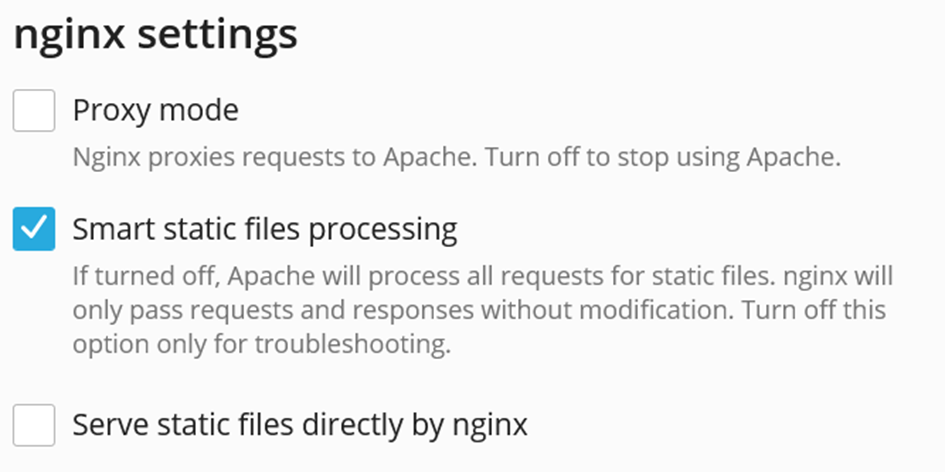 nginx settings
Proxy mode
Nginx proxies requests to Apache. Turn off to stop using Apache.
Smart static files processing
If turned off, Apache will process all requests for static files. nginx will
only pass requests and responses without modification. Turn off this
option only for troubleshooting.
Serve static files directly by nginx